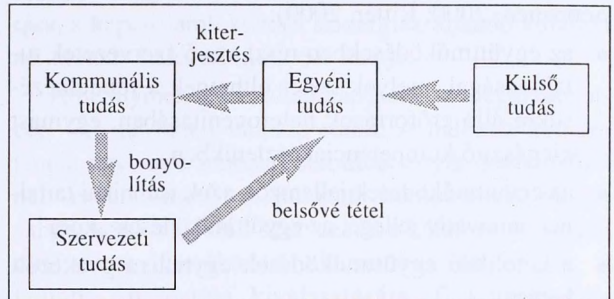 kiter-
jesztés
Kommunális
tudás
Egyéni
tudás
Külső
tudás
bonyo-
lítás
belsővé tétel
Szervezeti
tudás